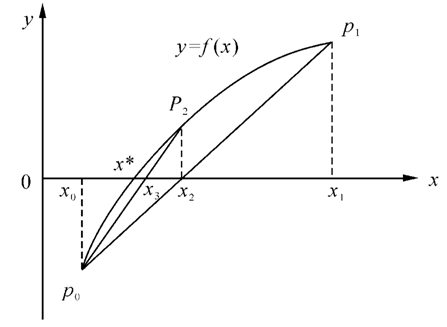 y
p₁
y=f(x)
P₂
x*
0
x₀
x₃
x₂
x₁
x
p₀